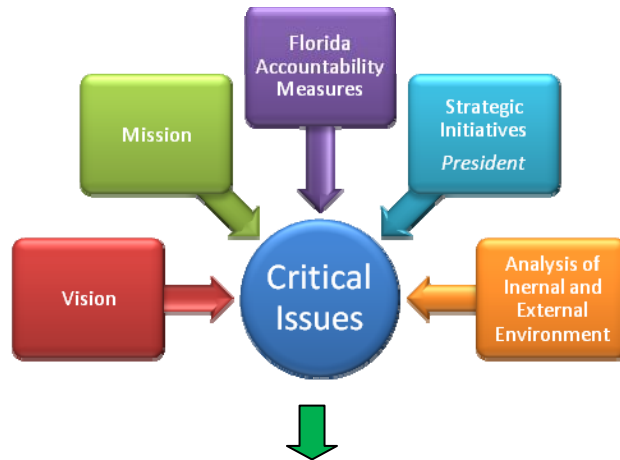 Florida
Accountability
Measures
Mission
Strategic
Initiatives
President
Vision
Critical
Issues
Analysis of
Inernal and
External
Environment